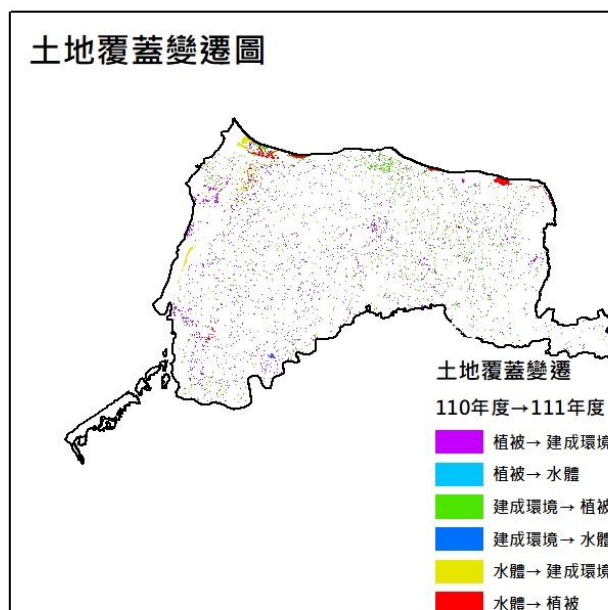 土地覆蓋變遷圖
土地覆蓋變遷
110年度→111年度
植被→ 建成環境
植被→ 水體
建成環境→ 植被
建成環境→ 水體
水體→ 建成環境
水體→ 植被